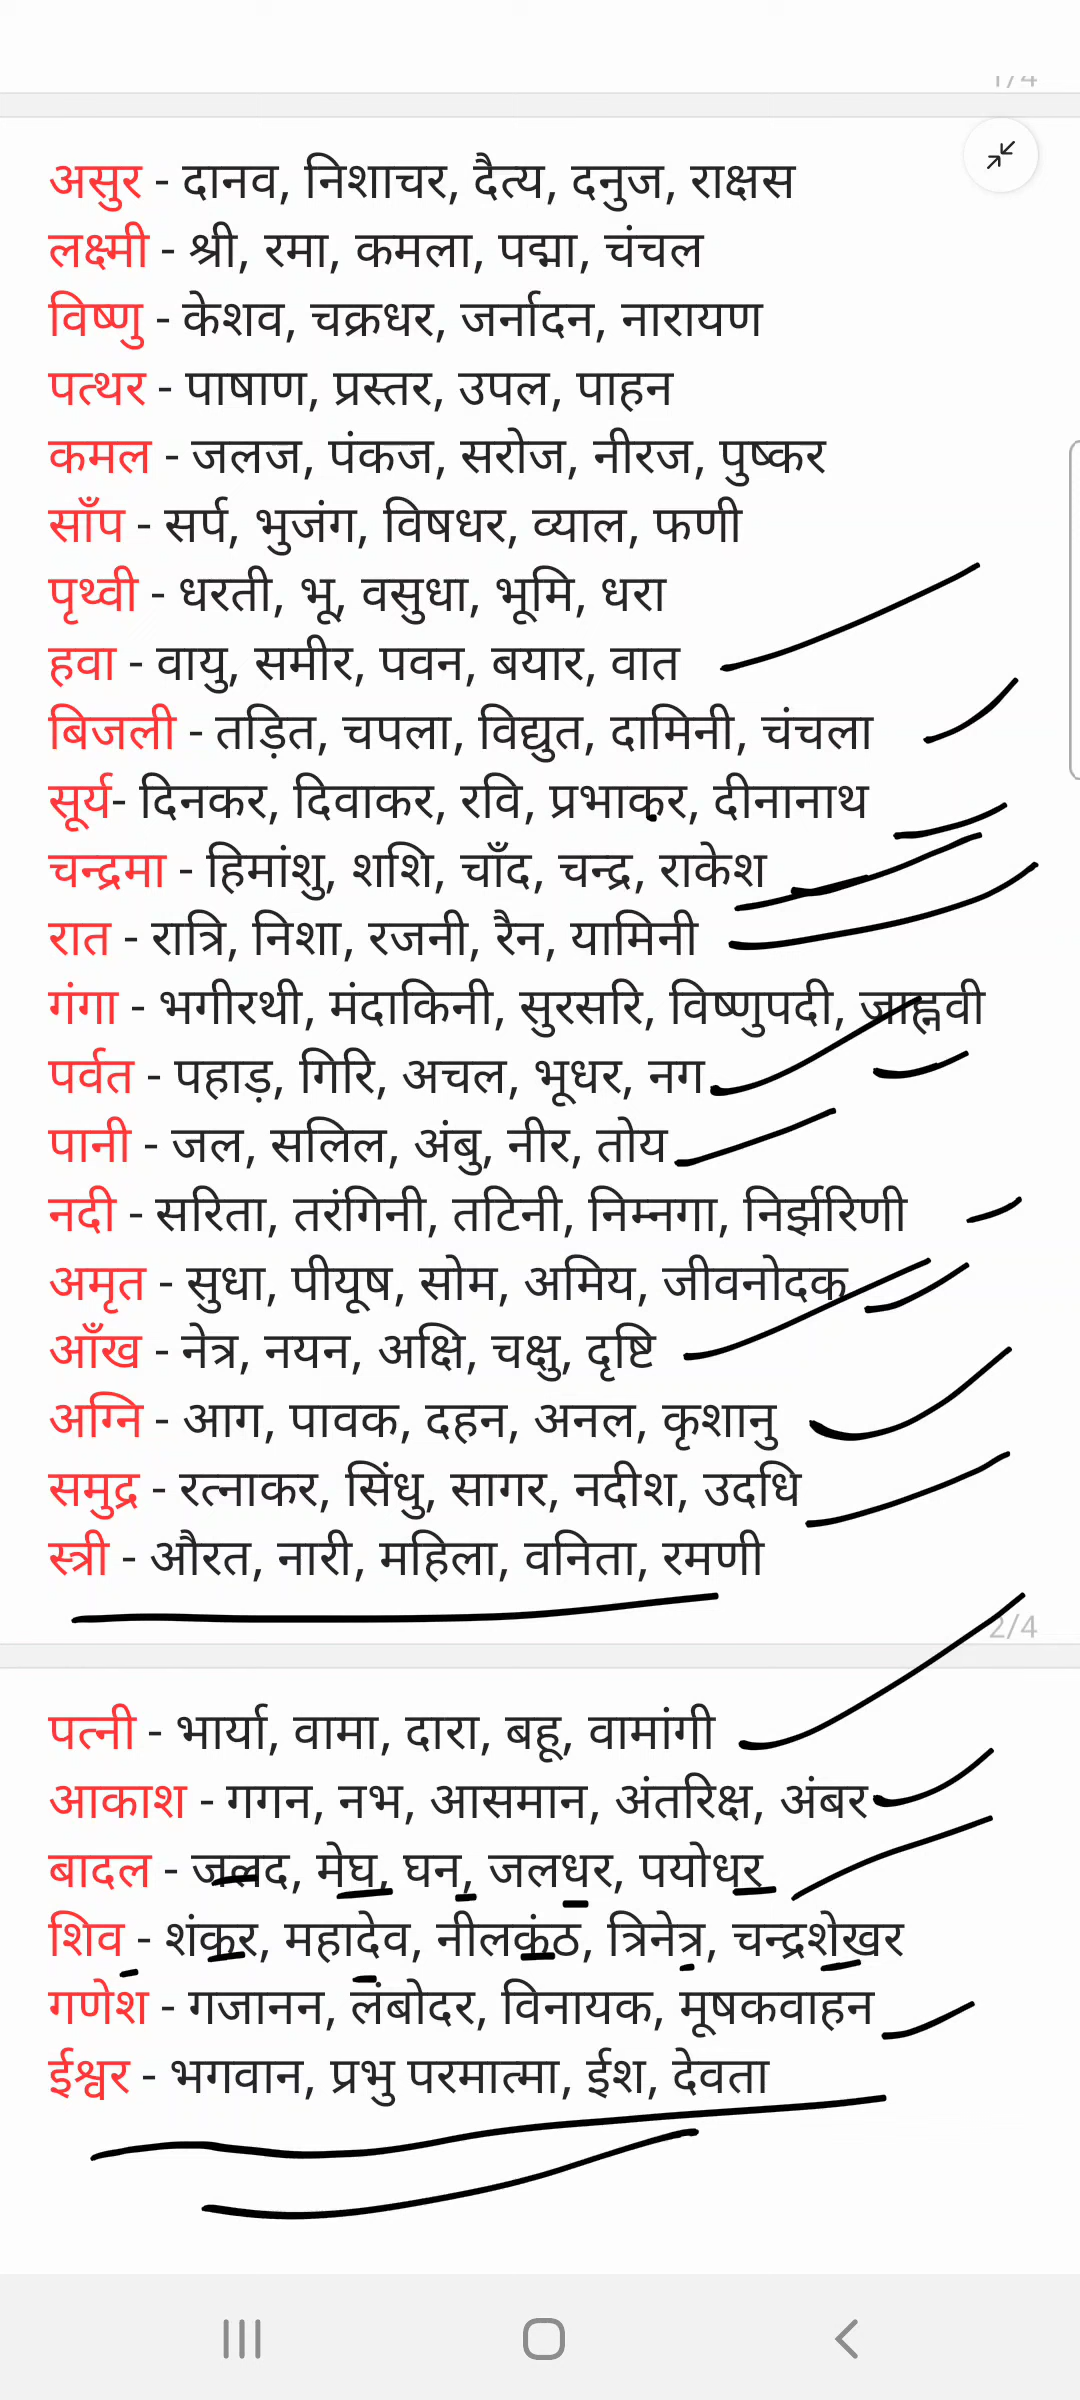 असुर - दानव, निशाचर, दैत्य, दनुज, राक्षस
लक्ष्मी - श्री, रमा, कमला, पद्मा, चंचल
विष्णु - केशव, चक्रधर, जर्नादन, नारायण
पत्थर - पाषाण, प्रस्तर, उपल, पाहन
कमल - जलज, पंकज, सरोज, नीरज, पुष्कर
साँप - सर्प, भुजंग, विषधर, व्याल, फणी
पृथ्वी - धरती, भू, वसुधा, भूमि, धरा
हवा - वायु, समीर, पवन, बयार, वात
बिजली - तड़ित, चपला, विद्युत, दामिनी, चंचला
सूर्य- दिनकर, दिवाकर, रवि, प्रभाकर, दीनानाथ
चन्द्रमा - हिमांशु, शशि, चाँद, चन्द्र, राकेश
रात - रात्रि, निशा, रजनी, रैन, यामिनी
गंगा - भगीरथी, मंदाकिनी, सुरसरि, विष्णुपदी, जाह्नवी
पर्वत - पहाड़, गिरि, अचल, भूधर, नग
पानी - जल, सलिल, अंबु, नीर, तोय
नदी - सरिता, तरंगिनी, तटिनी, निम्नगा, निर्झरिणी
अमृत - सुधा, पीयूष, सोम, अमिय, जीवनोदक
आँख - नेत्र, नयन, अक्षि, चक्षु, दृष्टि
अग्नि - आग, पावक, दहन, अनल, कृशानु
समुद्र - रत्नाकर, सिंधु, सागर, नदीश, उदधि
स्त्री - औरत, नारी, महिला, वनिता, रमणी
2/4
पत्नी - भार्या, वामा, दारा, बहू, वामांगी
आकाश - गगन, नभ, आसमान, अंतरिक्ष, अंबर
बादल - जलद, मेघ, घन, जलधर, पयोधर
शिव - शंकर, महादेव, नीलकंठ, त्रिनेत्र, चन्द्रशेखर
गणेश - गजानन, लंबोदर, विनायक, मूषकवाहन
ईश्वर - भगवान, प्रभु परमात्मा, ईश, देवता